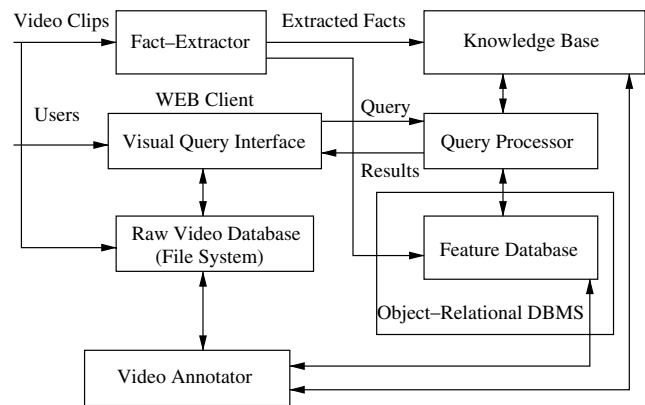 Video Clips
Fact–Extractor
Extracted Facts
Knowledge Base
Users
WEB Client
Visual Query Interface
Query
Results
Query Processor
Raw Video Database
(File System)
Feature Database
Object–Relational DBMS
Video Annotator